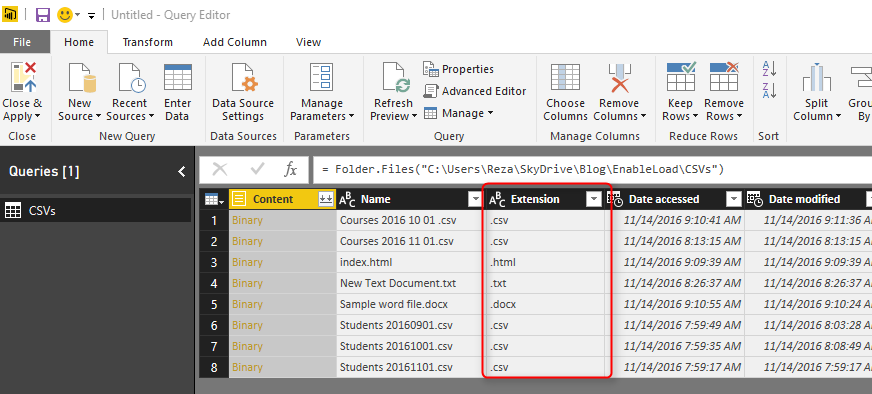 Untitled - Query Editor
File Home Transform Add Column View
Close & Apply
New Source
Recent Sources
Enter Data
Data Source Settings
Manage Parameters
Refresh Preview
Properties
Advanced Editor
Manage
Choose Columns
Remove Columns
Keep Rows
Remove Rows
A Z
Z A
Split Column
Grou By
Close New Query Data Sources Parameters Query Manage Columns Reduce Rows Sort
Queries [1]
fx = Folder.Files("C:\Users\Reza\SkyDrive\Blog\EnableLoad\CSVs")
CSVs
Content ABC Name ABC Extension Date accessed Date modified
1 Binary Courses 2016 10 01 .csv .csv 11/14/2016 9:10:41 AM 11/14/2016 9:11:36 A
2 Binary Courses 2016 11 01.csv .csv 11/14/2016 8:13:15 AM 11/14/2016 8:13:15 A
3 Binary index.html .html 11/14/2016 9:09:39 AM 11/14/2016 9:09:39 A
4 Binary New Text Document.txt .txt 11/14/2016 8:26:37 AM 11/14/2016 8:26:37 A
5 Binary Sample word file.docx .docx 11/14/2016 9:10:55 AM 11/14/2016 9:10:24 A
6 Binary Students 20160901.csv .csv 11/14/2016 7:59:49 AM 11/14/2016 8:03:28 A
7 Binary Students 20161001.csv .csv 11/14/2016 7:59:35 AM 11/14/2016 8:08:49 A
8 Binary Students 20161101.csv .csv 11/14/2016 7:59:17 AM 11/14/2016 7:59:17 A